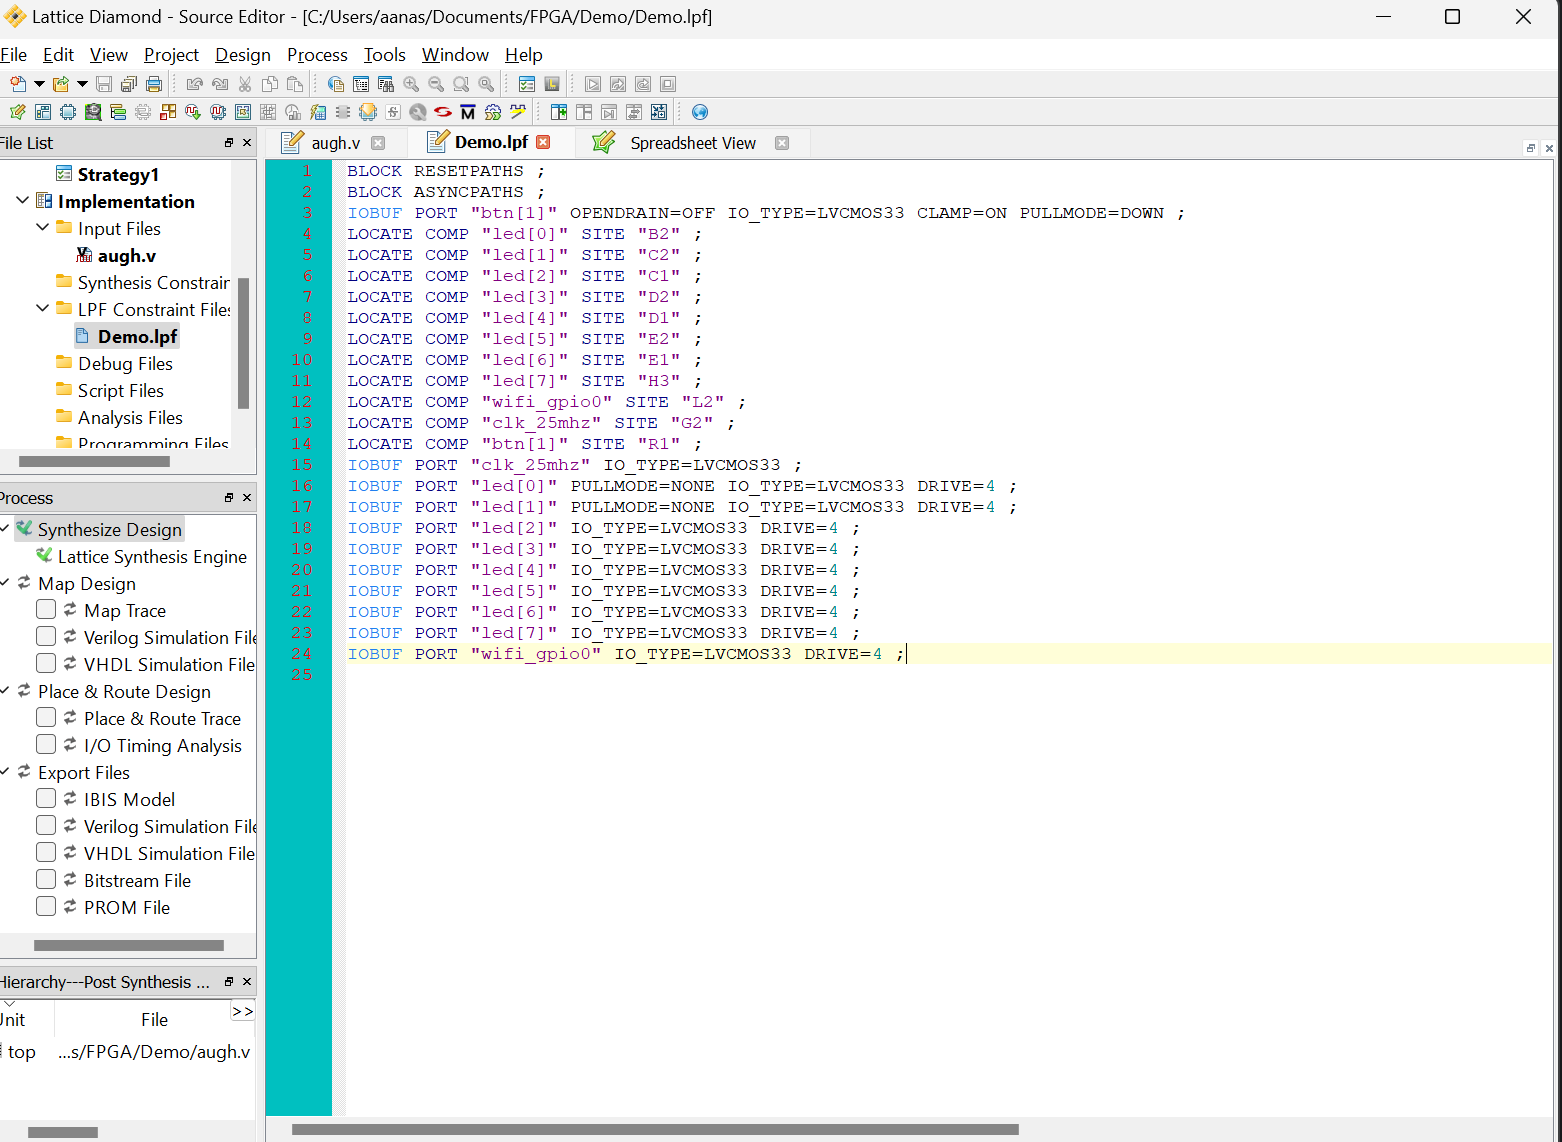 Lattice Diamond - Source Editor - [C:/Users/aanas/Documents/FPGA/Demo/Demo.lpf]
File Edit View Project Design Process Tools Window Help
File List
Strategy1
Implementation
Input Files
augh.v
Synthesis Constrain
LPF Constraint Files
Demo.lpf
Debug Files
Script Files
Analysis Files
Programming Files
Process
Synthesize Design
Lattice Synthesis Engine
Map Design
Map Trace
Verilog Simulation File
VHDL Simulation File
Place & Route Design
Place & Route Trace
I/O Timing Analysis
Export Files
IBIS Model
Verilog Simulation File
VHDL Simulation File
Bitstream File
PROM File
Hierarchy---Post Synthesis ...
>>
Unit File
top ...s/FPGA/Demo/augh.v
augh.v Demo.lpf Spreadsheet View
1 BLOCK RESETPATHS ;
2 BLOCK ASYNCPATHS ;
3 IOBUF PORT "btn[1]" OPENDRAIN=OFF IO_TYPE=LVCMOS33 CLAMP=ON PULLMODE=DOWN ;
4 LOCATE COMP "led[0]" SITE "B2" ;
5 LOCATE COMP "led[1]" SITE "C2" ;
6 LOCATE COMP "led[2]" SITE "C1" ;
7 LOCATE COMP "led[3]" SITE "D2" ;
8 LOCATE COMP "led[4]" SITE "D1" ;
9 LOCATE COMP "led[5]" SITE "E2" ;
10 LOCATE COMP "led[6]" SITE "E1" ;
11 LOCATE COMP "led[7]" SITE "H3" ;
12 LOCATE COMP "wifi_gpio0" SITE "L2" ;
13 LOCATE COMP "clk_25mhz" SITE "G2" ;
14 LOCATE COMP "btn[1]" SITE "R1" ;
15 IOBUF PORT "clk_25mhz" IO_TYPE=LVCMOS33 ;
16 IOBUF PORT "led[0]" PULLMODE=NONE IO_TYPE=LVCMOS33 DRIVE=4 ;
17 IOBUF PORT "led[1]" PULLMODE=NONE IO_TYPE=LVCMOS33 DRIVE=4 ;
18 IOBUF PORT "led[2]" IO_TYPE=LVCMOS33 DRIVE=4 ;
19 IOBUF PORT "led[3]" IO_TYPE=LVCMOS33 DRIVE=4 ;
20 IOBUF PORT "led[4]" IO_TYPE=LVCMOS33 DRIVE=4 ;
21 IOBUF PORT "led[5]" IO_TYPE=LVCMOS33 DRIVE=4 ;
22 IOBUF PORT "led[6]" IO_TYPE=LVCMOS33 DRIVE=4 ;
23 IOBUF PORT "led[7]" IO_TYPE=LVCMOS33 DRIVE=4 ;
24 IOBUF PORT "wifi_gpio0" IO_TYPE=LVCMOS33 DRIVE=4 ;
25